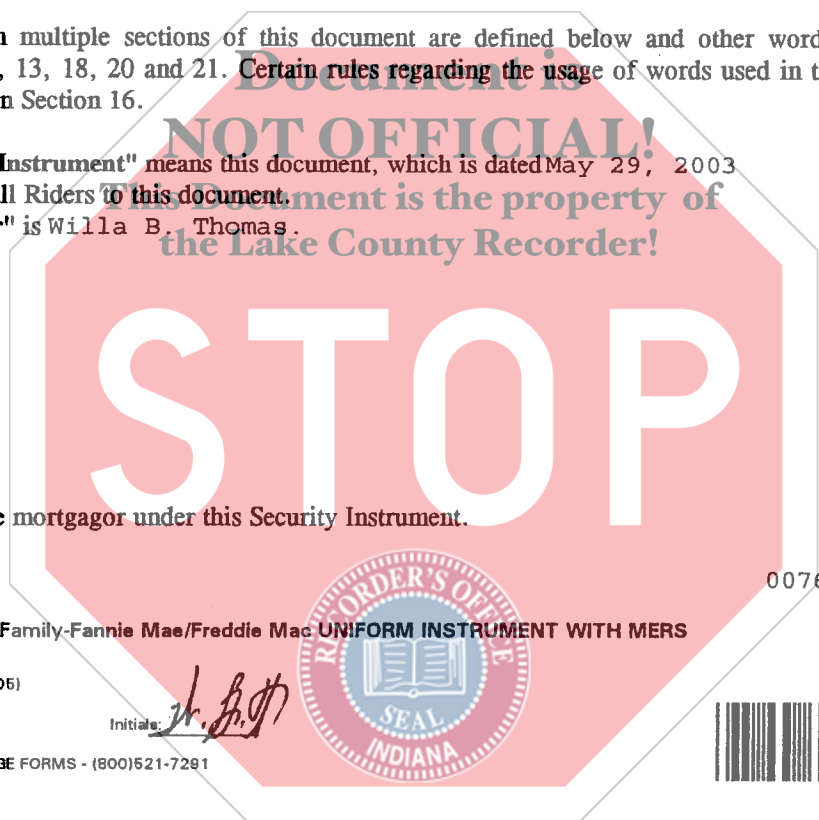 n multiple sections of this document are defined below and other word
, 13, 18, 20 and 21. Certain rules regarding the usage of words used in t
n Section 16.
Document is
NOT OFFICIAL!
This Document is the property of
the Lake County Recorder!
Instrument" means this document, which is dated May 29, 2003
ll Riders to this document.
" is Willa B. Thomas.
STOP
e mortgagor under this Security Instrument.
0076
Family-Fannie Mae/Freddie Mac UNIFORM INSTRUMENT WITH MERS
Initials: W. B. T
GE FORMS - (800)521-7291
RECORDER'S OFFICE
SEAL
INDIANA